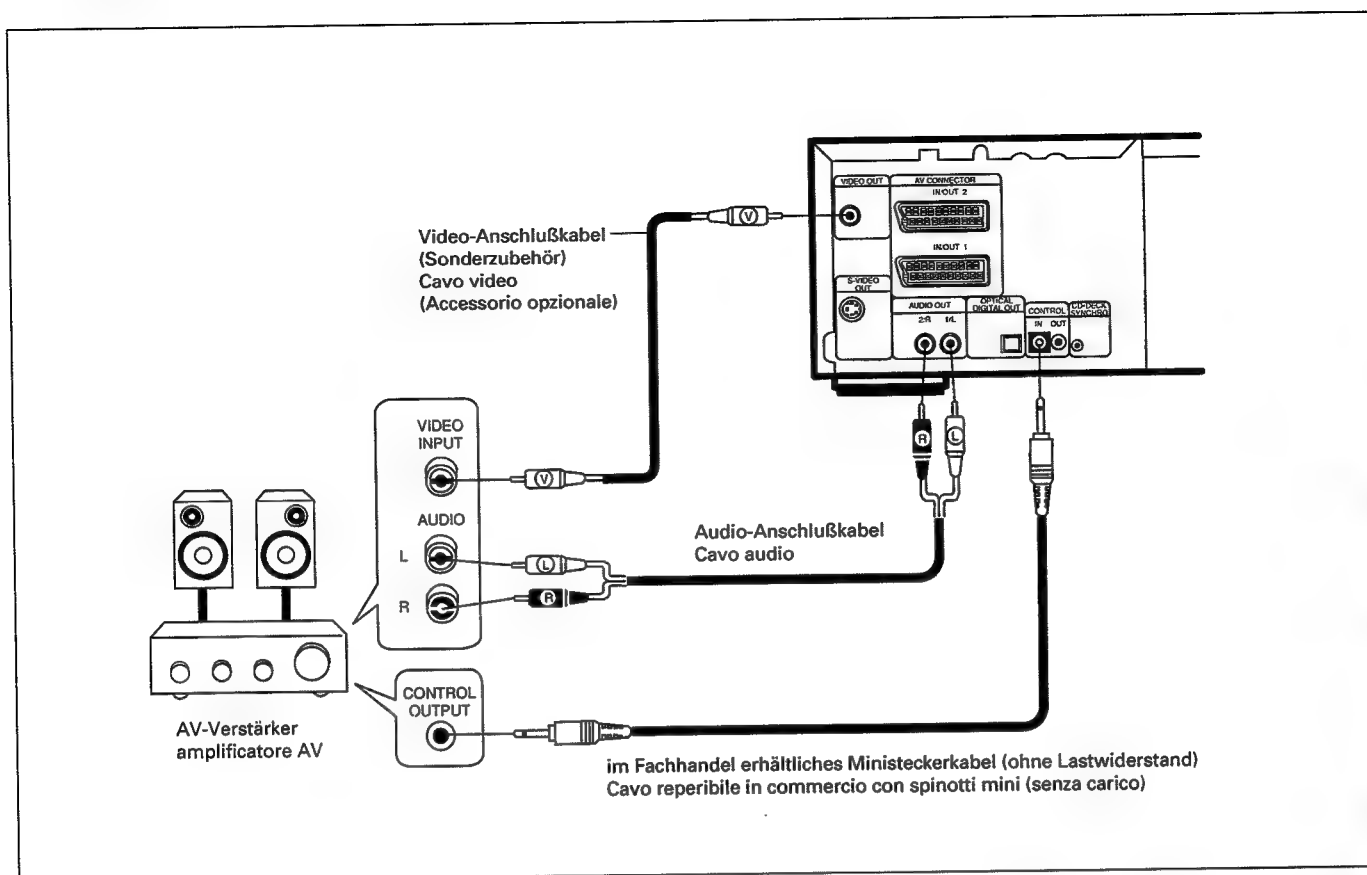 VIDEO OUT
AV CONNECTOR
IN/OUT 2
IN/OUT 1
S-VIDEO
OUT
AUDIO OUT
2/R 1/L
OPTICAL
DIGITAL OUT
CONTROL
IN OUT
CD-DECK
SYNCHRO
V
Video-Anschlußkabel
(Sonderzubehör)
Cavo video
(Accessorio opzionale)
R
L
VIDEO
INPUT
V
AUDIO
L
L
R
R
Audio-Anschlußkabel
Cavo audio
CONTROL
OUTPUT
AV-Verstärker
amplificatore AV
im Fachhandel erhältliches Ministeckerkabel (ohne Lastwiderstand)
Cavo reperibile in commercio con spinotti mini (senza carico)